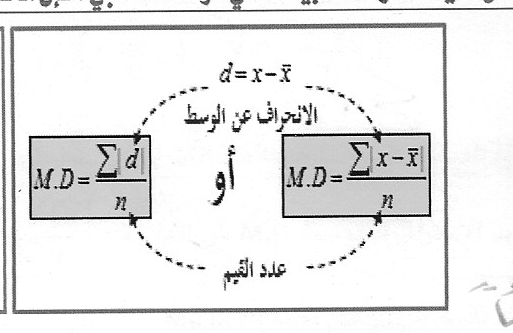 d = x − x̄
الانحراف عن الوسط
M.D = ∑|d| / n
أو
M.D = ∑|x − x̄| / n
عدد القيم